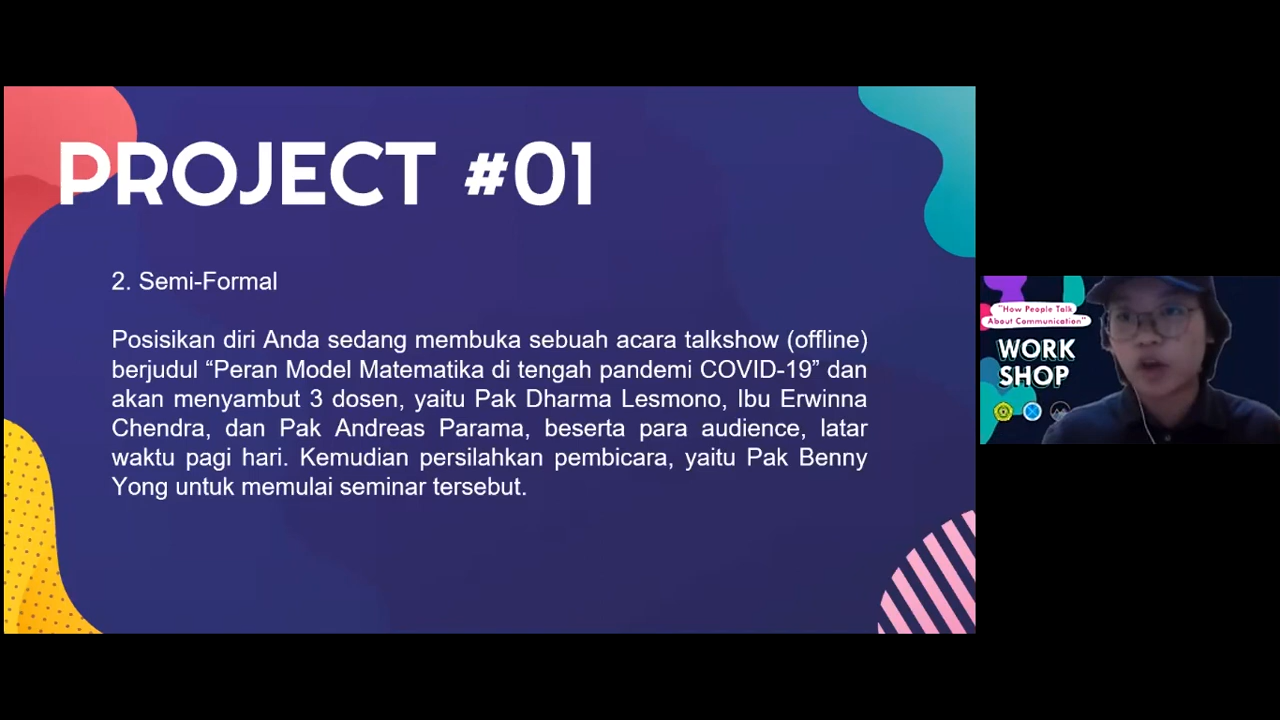 PROJECT #01
2. Semi-Formal
Posisikan diri Anda sedang membuka sebuah acara talkshow (offline)
berjudul “Peran Model Matematika di tengah pandemi COVID-19” dan
akan menyambut 3 dosen, yaitu Pak Dharma Lesmono, Ibu Erwinna
Chendra, dan Pak Andreas Parama, beserta para audience, latar
waktu pagi hari. Kemudian persilahkan pembicara, yaitu Pak Benny
Yong untuk memulai seminar tersebut.
"How People Talk
About Communication"
WORK
SHOP